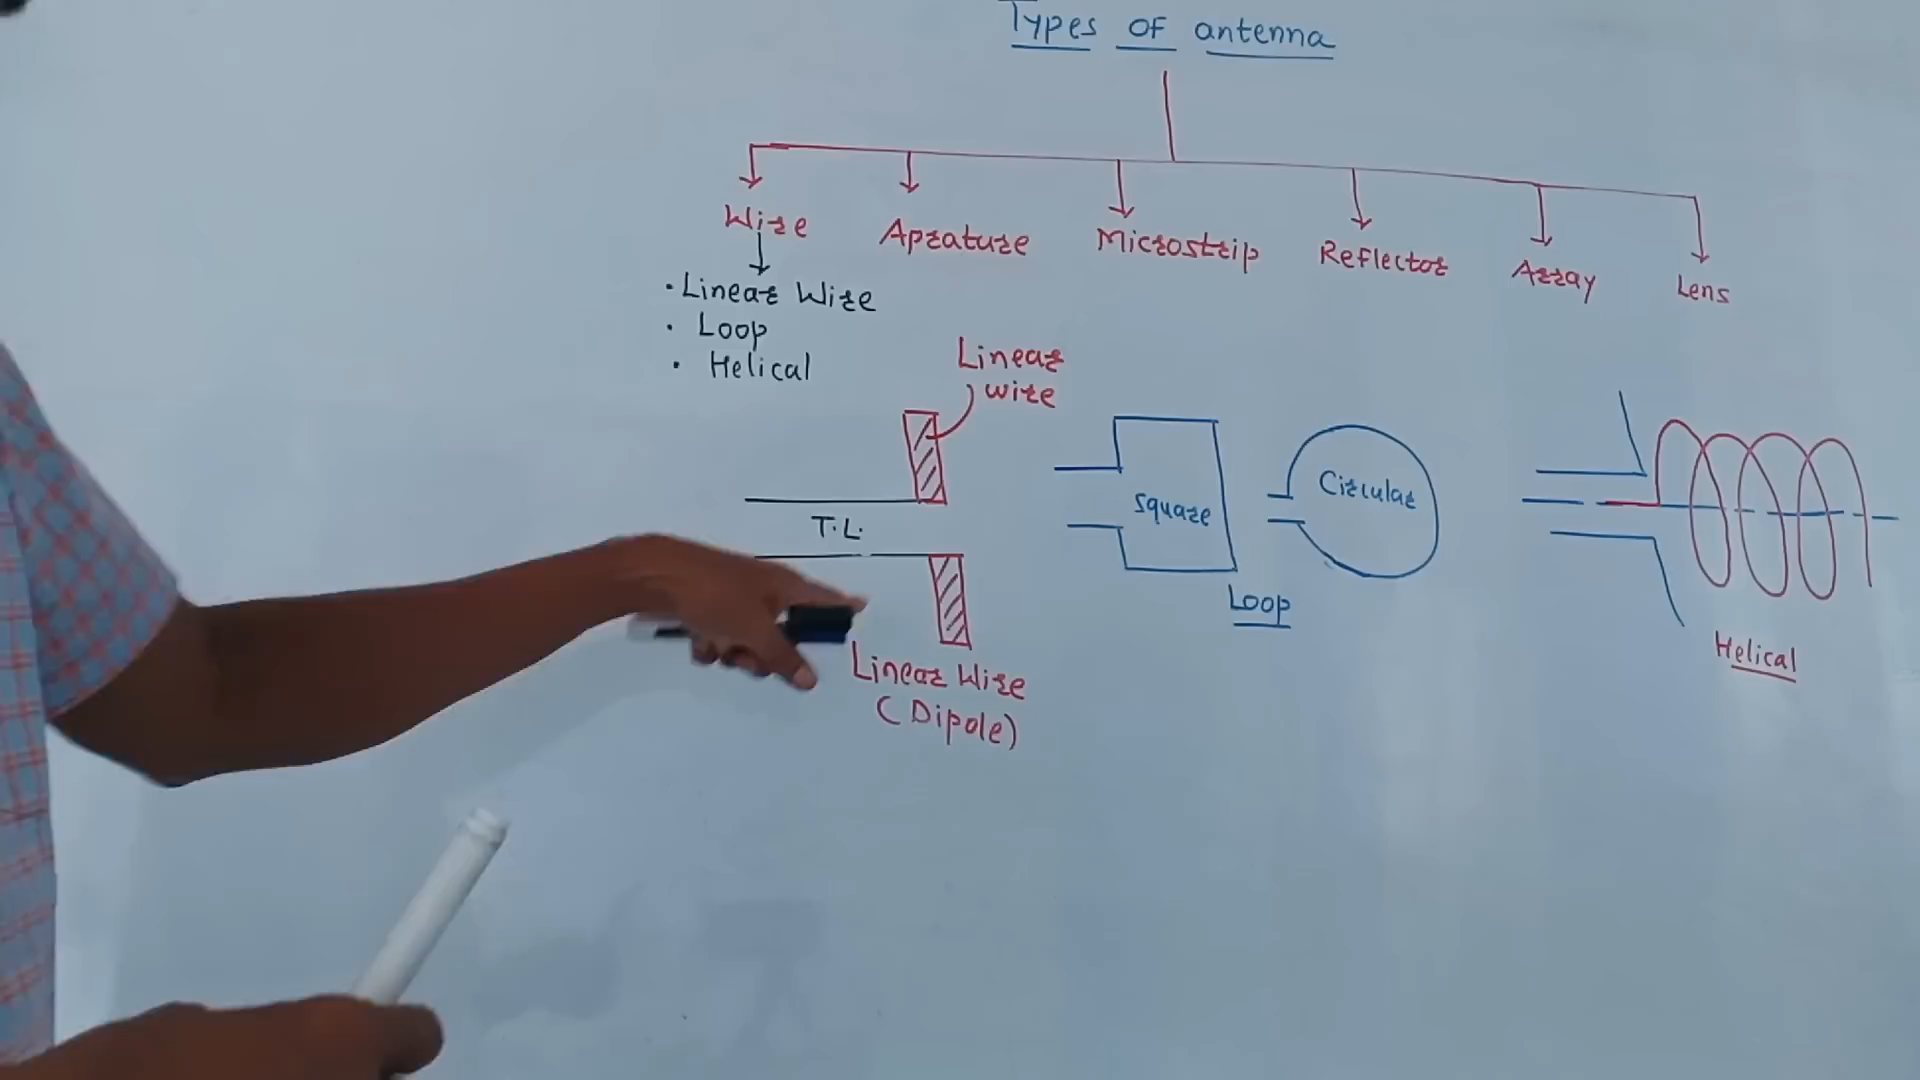 Types OF antenna
Wire
Aprature
Microstrip
Reflector
Array
Lens
• Linear Wire
• Loop
• Helical
Linear
wire
T.L.
Linear Wire
(Dipole)
Square
Circular
Loop
Helical